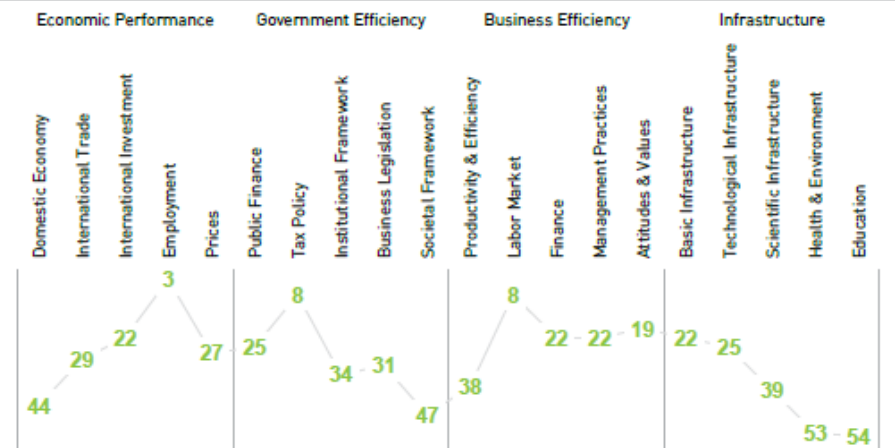 Economic Performance
Government Efficiency
Business Efficiency
Infrastructure
Domestic Economy
International Trade
International Investment
Employment
Prices
Public Finance
Tax Policy
Institutional Framework
Business Legislation
Societal Framework
Productivity & Efficiency
Labor Market
Finance
Management Practices
Attitudes & Values
Basic Infrastructure
Technological Infrastructure
Scientific Infrastructure
Health & Environment
Education
44
29
22
3
27
25
8
34
31
47
38
8
22
22
19
22
25
39
53
54